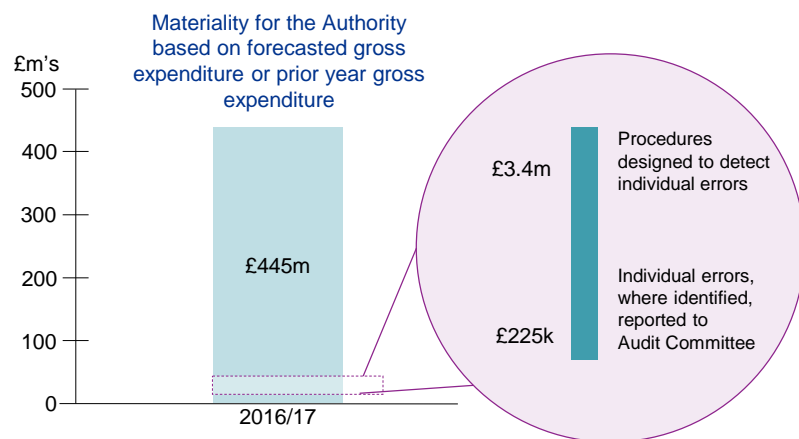 Materiality for the Authority
based on forecasted gross
expenditure or prior year gross
expenditure
£m's
500
400
300
200
100
0
£445m
2016/17
£3.4m
Procedures
designed to detect
individual errors
£225k
Individual errors,
where identified,
reported to
Audit Committee